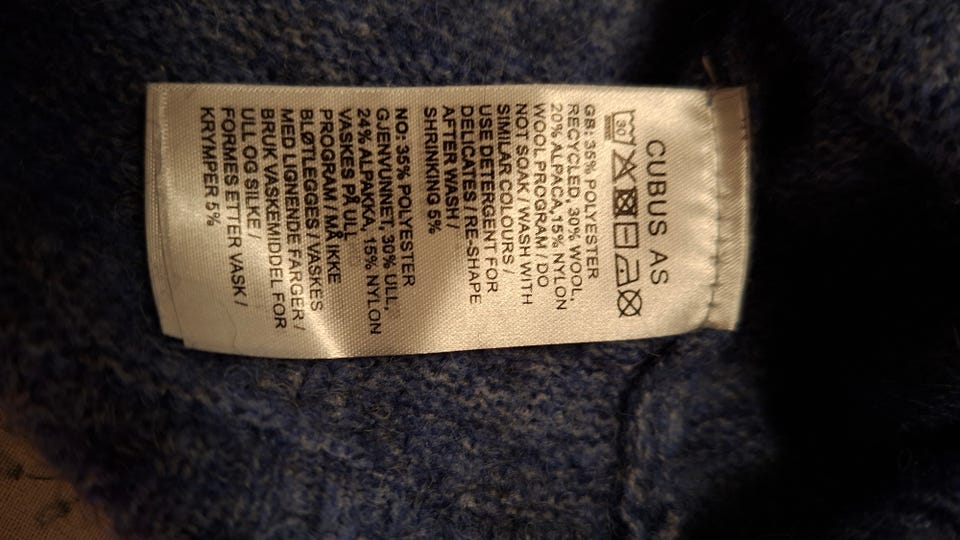 CUBUS AS
30
GB: 35% POLYESTER
RECYCLED, 30% WOOL,
20% ALPACA,15% NYLON
WOOL PROGRAM / DO
NOT SOAK / WASH WITH
SIMILAR COLOURS /
USE DETERGENT FOR
DELICATES / RE-SHAPE
AFTER WASH /
SHRINKING 5%
NO: 35% POLYESTER
GJENVUNNET, 30% ULL,
24% ALPAKKA, 15% NYLON
VASKES PÅ ULL
PROGRAM / MÅ IKKE
BLØTLEGGES / VASKES
MED LIGNENDE FARGER /
BRUK VASKEMIDDEL FOR
ULL OG SILKE /
FORMES ETTER VASK /
KRYMPER 5%